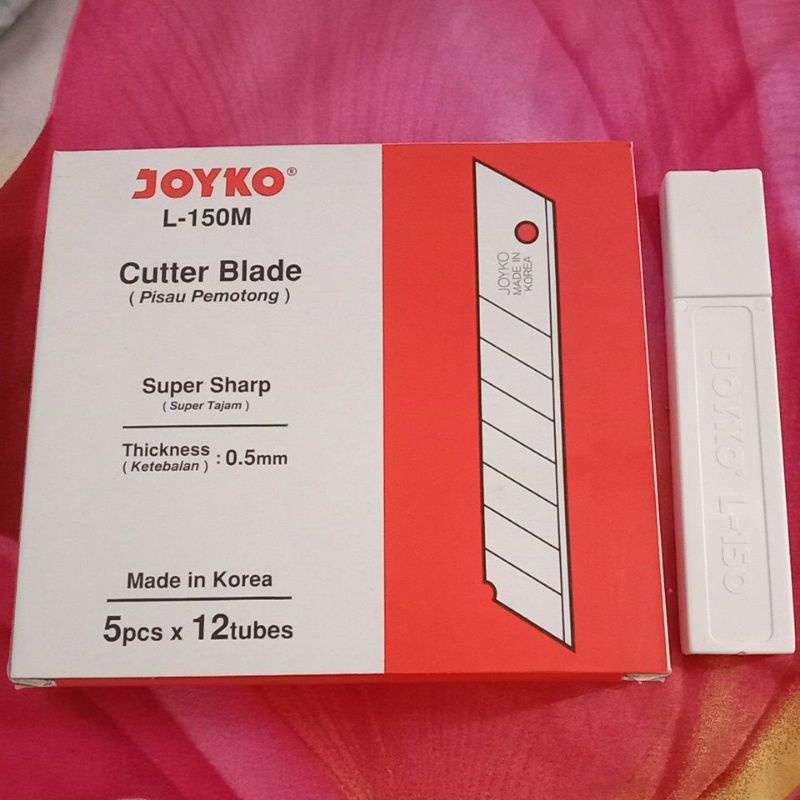 JOYKO®
L-150M
Cutter Blade
( Pisau Pemotong )
Super Sharp
( Super Tajam )
Thickness : 0.5mm
( Ketebalan )
Made in Korea
5pcs x 12tubes
JOYKO
MADE IN
KOREA
JOYKO® L-150